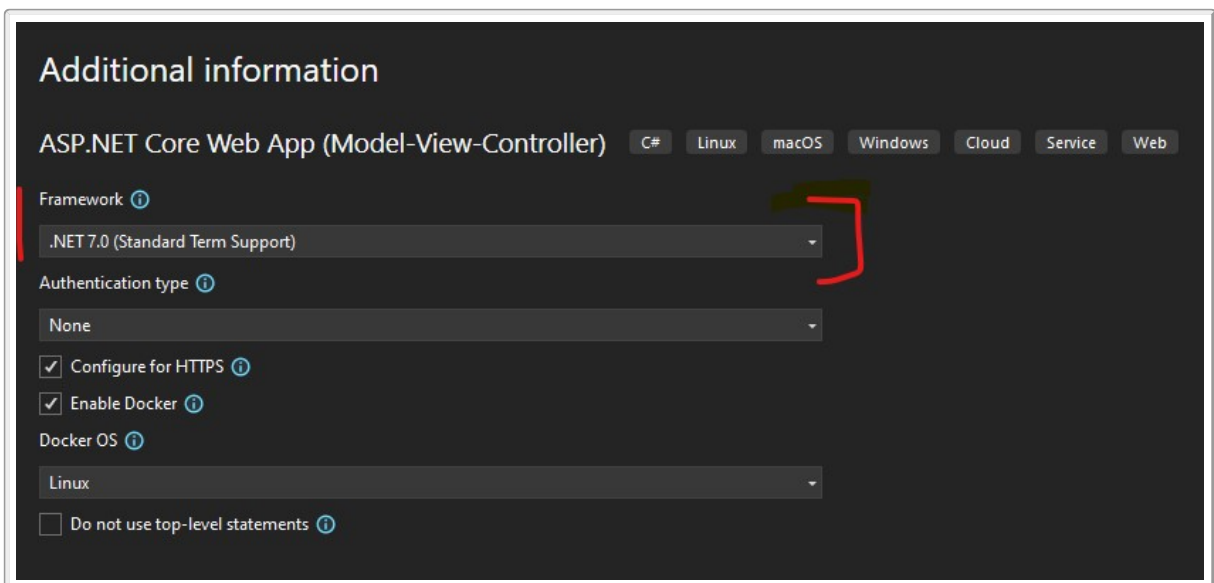 Additional information
ASP.NET Core Web App (Model-View-Controller) C# Linux macOS Windows Cloud Service Web
Framework
.NET 7.0 (Standard Term Support)
Authentication type
None
Configure for HTTPS
Enable Docker
Docker OS
Linux
Do not use top-level statements